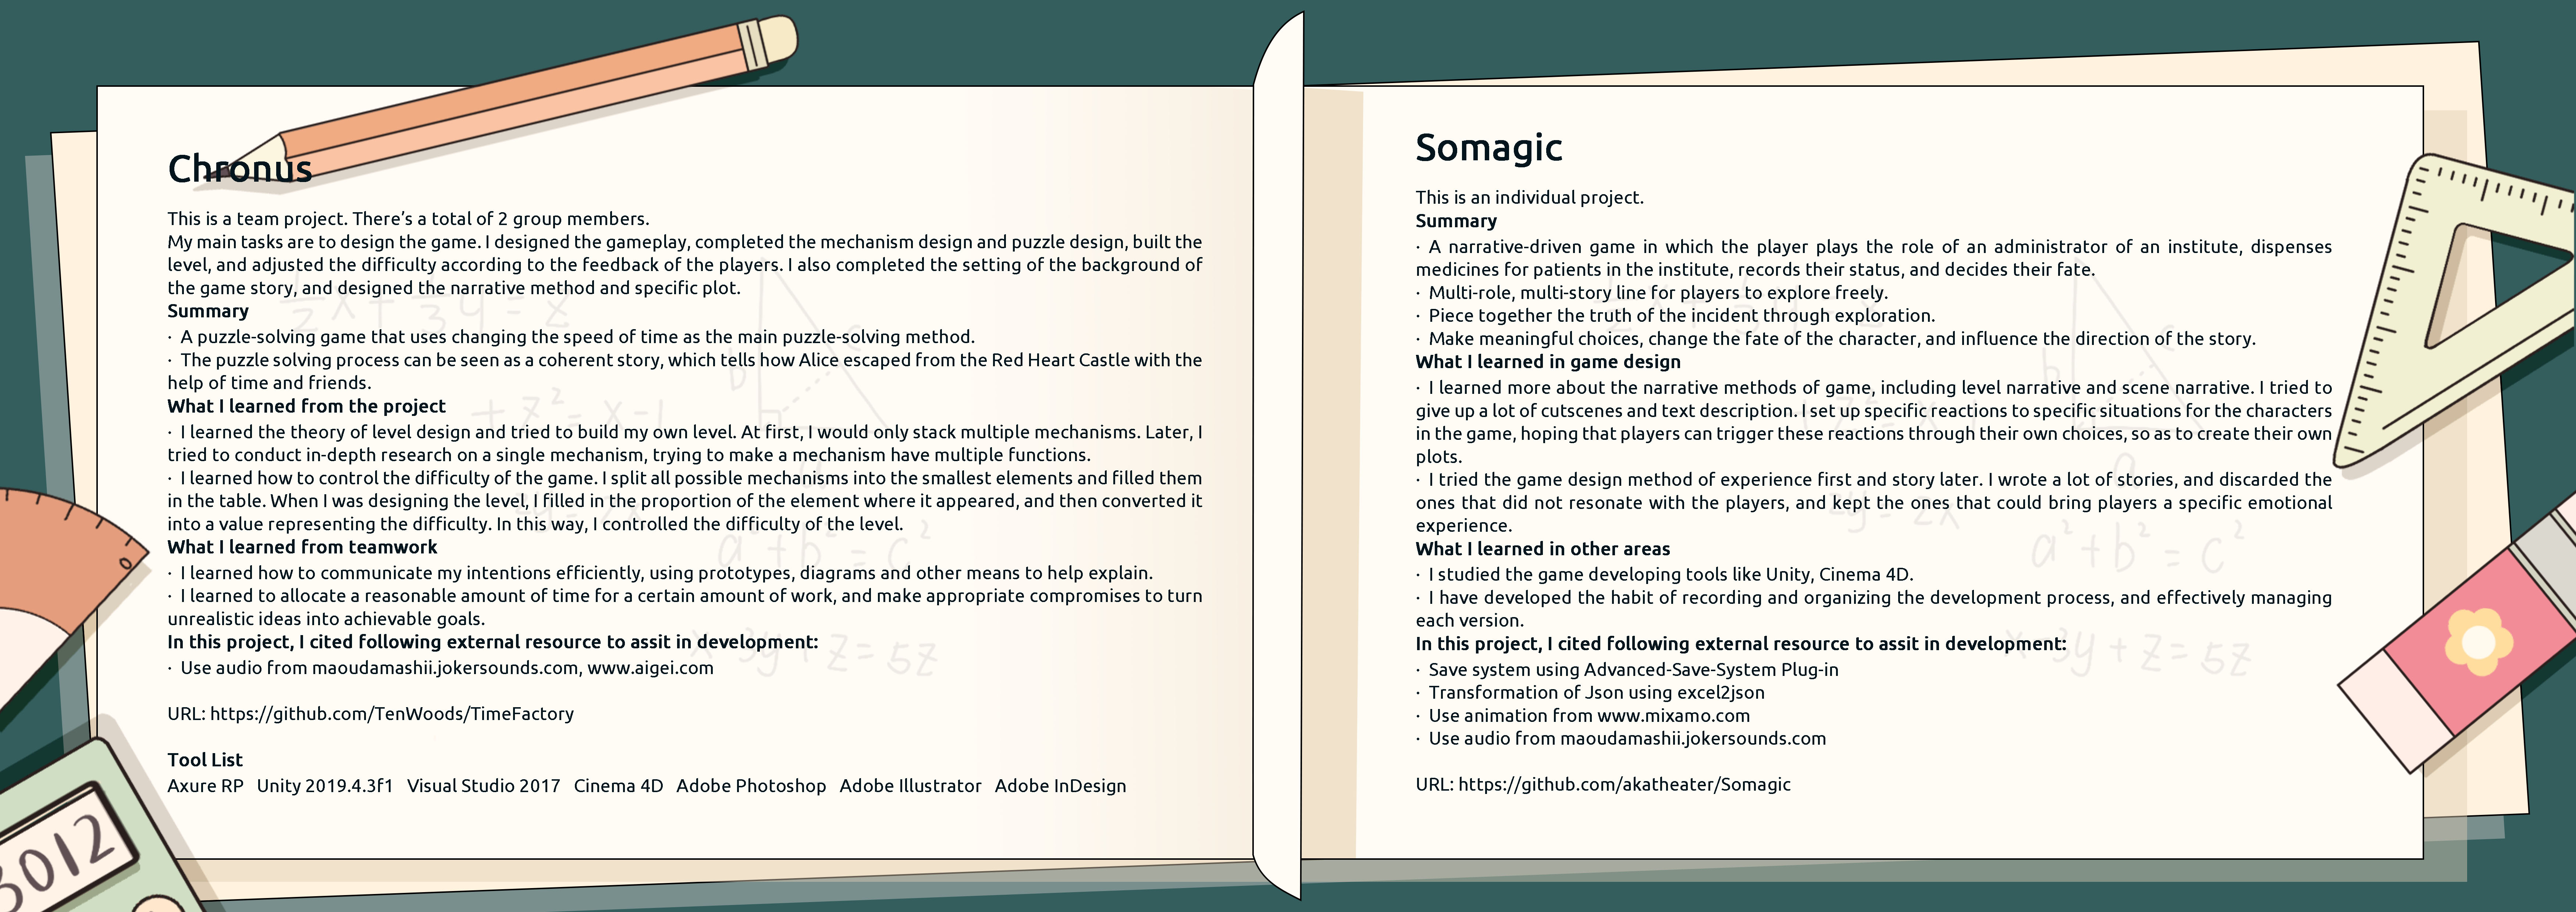 Chronus
This is a team project. There's a total of 2 group members.
My main tasks are to design the game. I designed the gameplay, completed the mechanism design and puzzle design, built the
level, and adjusted the difficulty according to the feedback of the players. I also completed the setting of the background of
the game story, and designed the narrative method and specific plot.
Summary
· A puzzle-solving game that uses changing the speed of time as the main puzzle-solving method.
· The puzzle solving process can be seen as a coherent story, which tells how Alice escaped from the Red Heart Castle with the
help of time and friends.
What I learned from the project
· I learned the theory of level design and tried to build my own level. At first, I would only stack multiple mechanisms. Later, I
tried to conduct in-depth research on a single mechanism, trying to make a mechanism have multiple functions.
· I learned how to control the difficulty of the game. I split all possible mechanisms into the smallest elements and filled them
in the table. When I was designing the level, I filled in the proportion of the element where it appeared, and then converted it
into a value representing the difficulty. In this way, I controlled the difficulty of the level.
What I learned from teamwork
· I learned how to communicate my intentions efficiently, using prototypes, diagrams and other means to help explain.
· I learned to allocate a reasonable amount of time for a certain amount of work, and make appropriate compromises to turn
unrealistic ideas into achievable goals.
In this project, I cited following external resource to assit in development:
· Use audio from maoudamashii.jokersounds.com, www.aigei.com
URL: https://github.com/TenWoods/TimeFactory
Tool List
Axure RP Unity 2019.4.3f1 Visual Studio 2017 Cinema 4D Adobe Photoshop Adobe Illustrator Adobe InDesign
0
3012
Somagic
This is an individual project.
Summary
· A narrative-driven game in which the player plays the role of an administrator of an institute, dispenses
medicines for patients in the institute, records their status, and decides their fate.
· Multi-role, multi-story line for players to explore freely.
· Piece together the truth of the incident through exploration.
· Make meaningful choices, change the fate of the character, and influence the direction of the story.
What I learned in game design
· I learned more about the narrative methods of game, including level narrative and scene narrative. I tried to
give up a lot of cutscenes and text description. I set up specific reactions to specific situations for the characters
in the game, hoping that players can trigger these reactions through their own choices, so as to create their own
plots.
· I tried the game design method of experience first and story later. I wrote a lot of stories, and discarded the
ones that did not resonate with the players, and kept the ones that could bring players a specific emotional
experience.
What I learned in other areas
· I studied the game developing tools like Unity, Cinema 4D.
· I have developed the habit of recording and organizing the development process, and effectively managing
each version.
In this project, I cited following external resource to assit in development:
· Save system using Advanced-Save-System Plug-in
· Transformation of Json using excel2json
· Use animation from www.mixamo.com
· Use audio from maoudamashii.jokersounds.com
URL: https://github.com/akatheater/Somagic